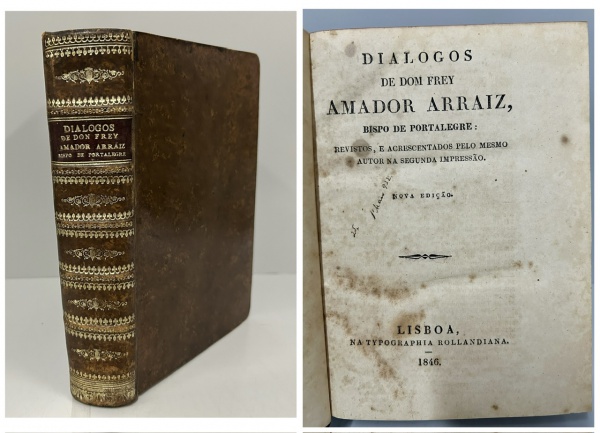 DIALOGOS
DE DON FREY
AMADOR ARRÁIZ
BISPO DE PORTALEGRE
DIALOGOS
DE DOM FREY
AMADOR ARRAIZ,
BISPO DE PORTALEGRE:
REVISTOS, E ACRESCENTADOS PELO MESMO
AUTOR NA SEGUNDA IMPRESSÃO.
NOVA EDIÇÃO.
LISBOA,
NA TYPOGRAPHIA ROLLANDIANA.
1846.